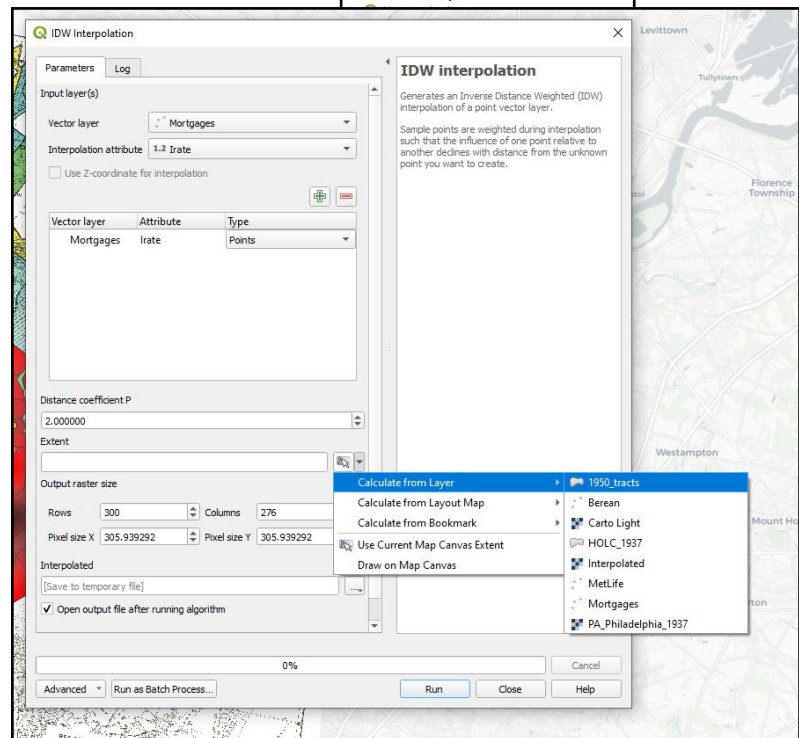 IDW Interpolation
Parameters
Log
Input layer(s)
Vector layer
Mortgages
Interpolation attribute
1.2 Irate
Use Z-coordinate for interpolation
Vector layer Attribute Type
Mortgages Irate Points
Distance coefficient P
2.000000
Extent
Output raster size
Rows 300 Columns 276
Pixel size X 305.939292 Pixel size Y 305.939292
Interpolated
[Save to temporary file]
...
Open output file after running algorithm
0%
Cancel
Advanced
Run as Batch Process...
Run
Close
Help
IDW interpolation
Generates an Inverse Distance Weighted (IDW)
interpolation of a point vector layer.
Sample points are weighted during interpolation
such that the influence of one point relative to
another declines with distance from the unknown
point you want to create.
Calculate from Layer
Calculate from Layout Map
Calculate from Bookmark
Use Current Map Canvas Extent
Draw on Map Canvas
1950_tracts
Berean
Carto Light
HOLC_1937
Interpolated
MetLife
Mortgages
PA_Philadelphia_1937
Levittown
Tullytown
Florence
Township
Westampton
Mount Ho